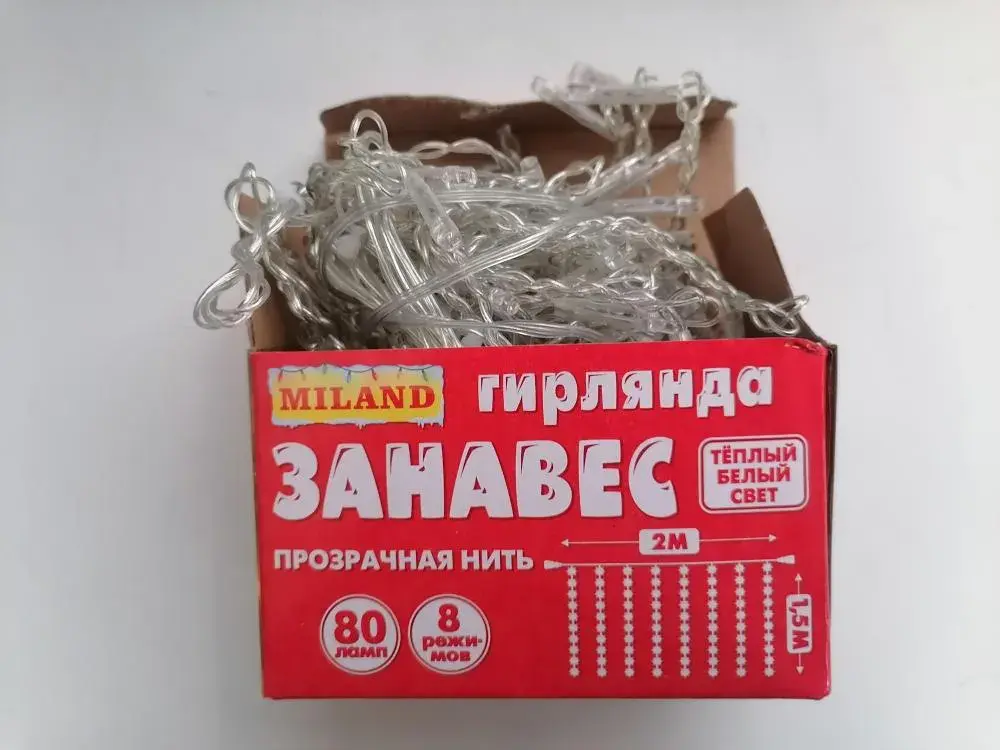 MILAND
гирлянда
ЗАНАВЕС
ТЁПЛЫЙ
БЕЛЫЙ
СВЕТ
ПРОЗРАЧНАЯ НИТЬ
2М
1,5М
80
ламп
8
режи-
мов